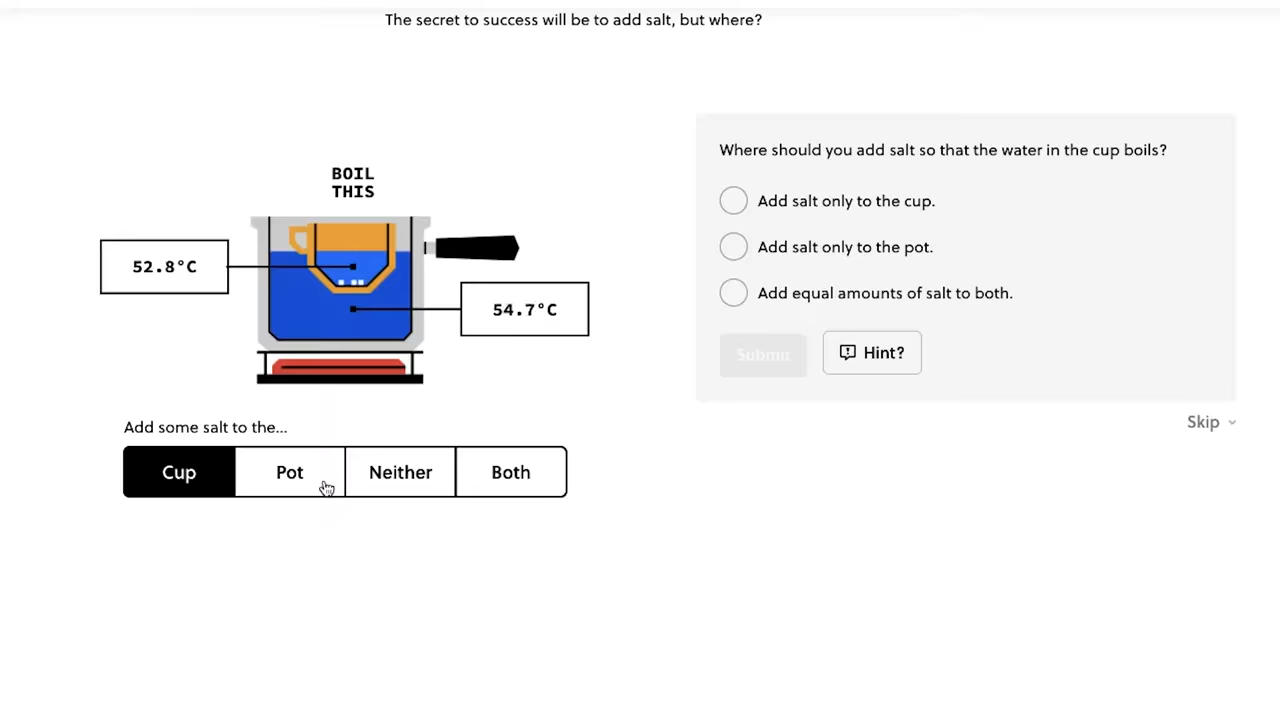 The secret to success will be to add salt, but where?
BOIL
THIS
52.8°C
54.7°C
Add some salt to the...
Cup
Pot
Neither
Both
Where should you add salt so that the water in the cup boils?
Add salt only to the cup.
Add salt only to the pot.
Add equal amounts of salt to both.
Submit
Hint?
Skip